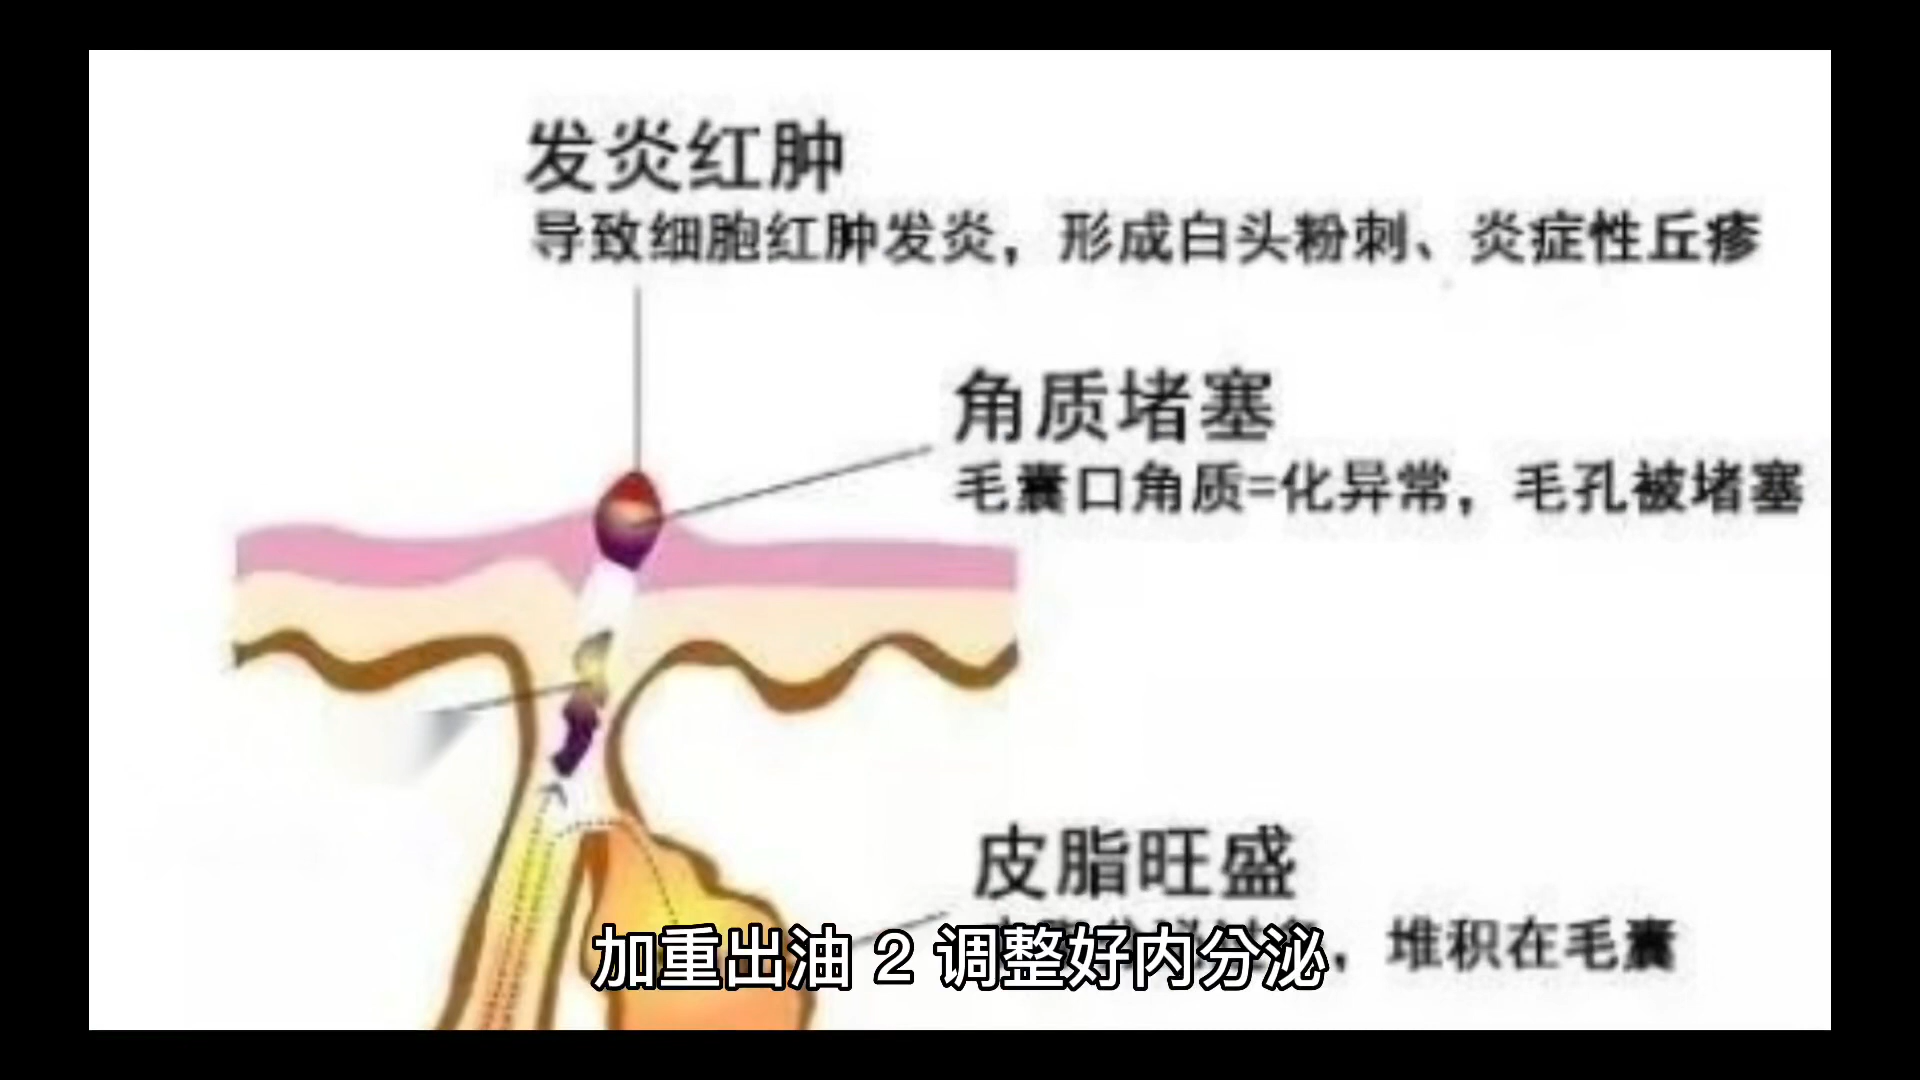 发炎红肿
导致细胞红肿发炎，形成白头粉刺、炎症性丘疹
角质堵塞
毛囊口角质=化异常，毛孔被堵塞
皮脂旺盛
，堆积在毛囊
加重出油 2 调整好内分泌